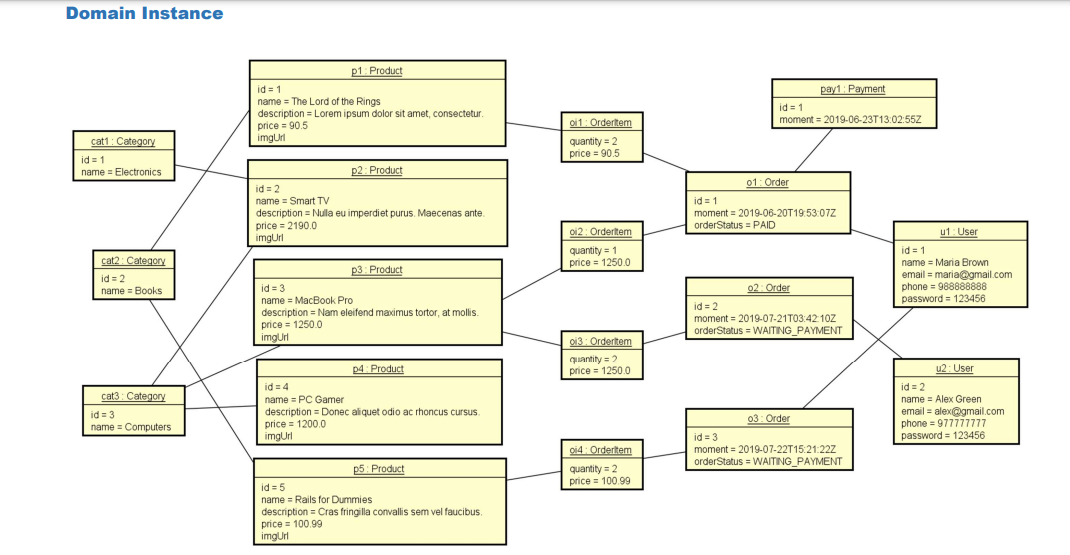 Domain Instance
cat1 : Category
id = 1
name = Electronics
cat2 : Category
id = 2
name = Books
cat3 : Category
id = 3
name = Computers
p1 : Product
id = 1
name = The Lord of the Rings
description = Lorem ipsum dolor sit amet, consectetur.
price = 90.5
imgUrl
p2 : Product
id = 2
name = Smart TV
description = Nulla eu imperdiet purus. Maecenas ante.
price = 2190.0
imgUrl
p3 : Product
id = 3
name = MacBook Pro
description = Nam eleifend maximus tortor, at mollis.
price = 1250.0
imgUrl
p4 : Product
id = 4
name = PC Gamer
description = Donec aliquet odio ac rhoncus cursus.
price = 1200.0
imgUrl
p5 : Product
id = 5
name = Rails for Dummies
description = Cras fringilla convallis sem vel faucibus.
price = 100.99
imgUrl
oi1 : OrderItem
quantity = 2
price = 90.5
oi2 : OrderItem
quantity = 1
price = 1250.0
oi3 : OrderItem
quantity = 2
price = 1250.0
oi4 : OrderItem
quantity = 2
price = 100.99
pay1 : Payment
id = 1
moment = 2019-06-23T13:02:55Z
o1 : Order
id = 1
moment = 2019-06-20T19:53:07Z
orderStatus = PAID
o2 : Order
id = 2
moment = 2019-07-21T03:42:10Z
orderStatus = WAITING_PAYMENT
o3 : Order
id = 3
moment = 2019-07-22T15:21:22Z
orderStatus = WAITING_PAYMENT
u1 : User
id = 1
name = Maria Brown
email = maria@gmail.com
phone = 988888888
password = 123456
u2 : User
id = 2
name = Alex Green
email = alex@gmail.com
phone = 977777777
password = 123456